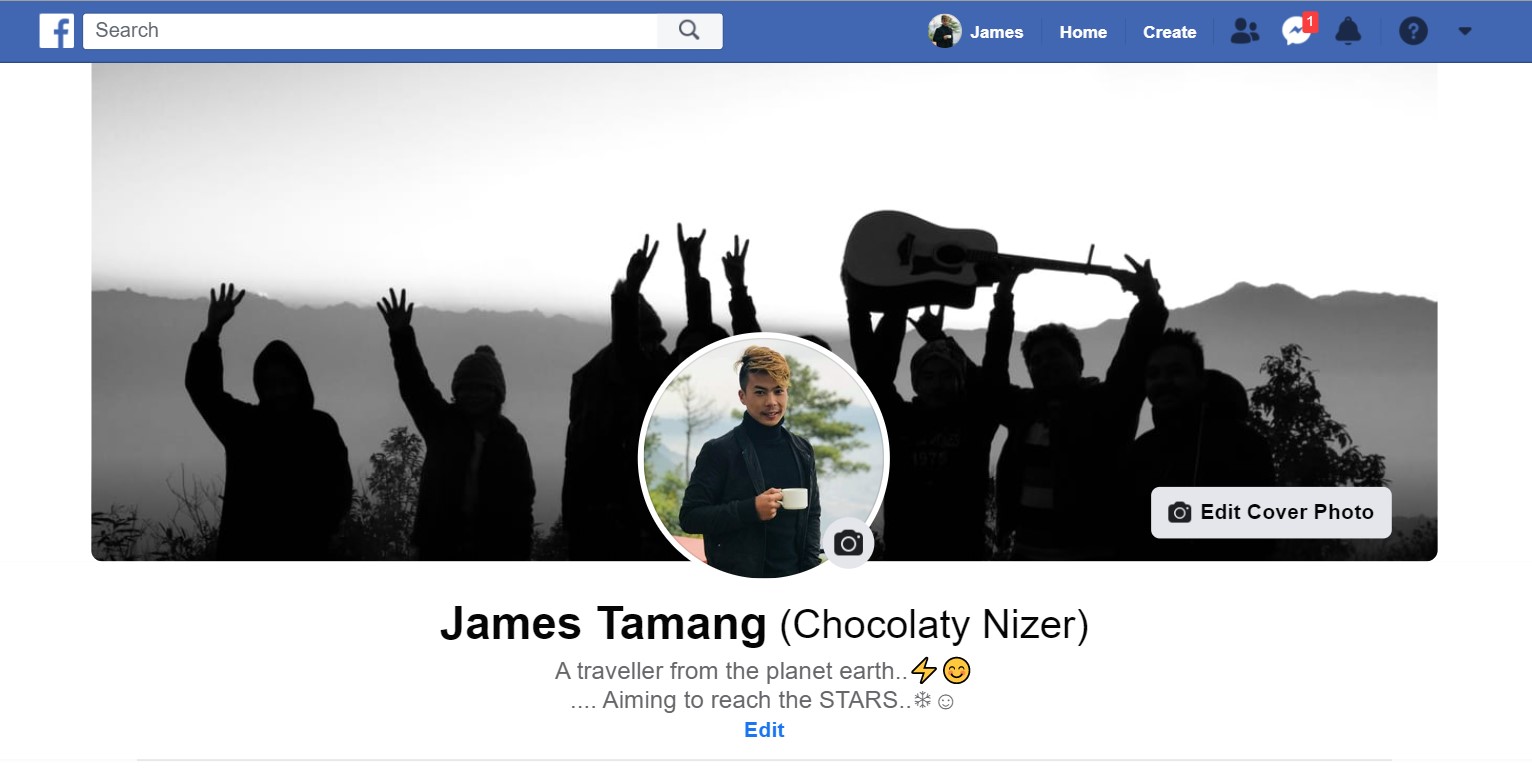 Search
James
Home
Create
1
?
1975
Edit Cover Photo
James Tamang (Chocolaty Nizer)
A traveller from the planet earth..⚡😊
.... Aiming to reach the STARS..❄☺
Edit